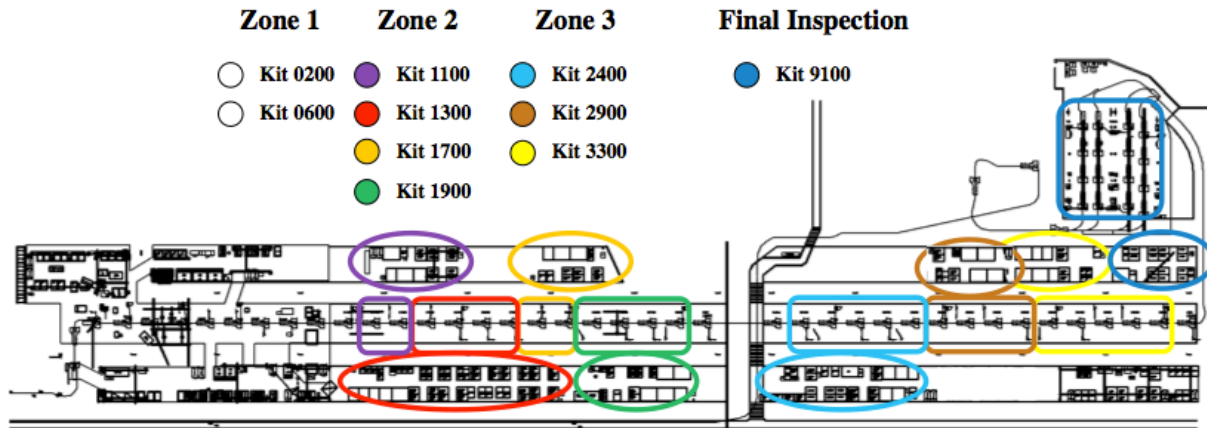 Zone 1 Zone 2 Zone 3 Final Inspection
Kit 0200 Kit 1100 Kit 2400 Kit 9100
Kit 0600 Kit 1300 Kit 2900
Kit 1700 Kit 3300
Kit 1900